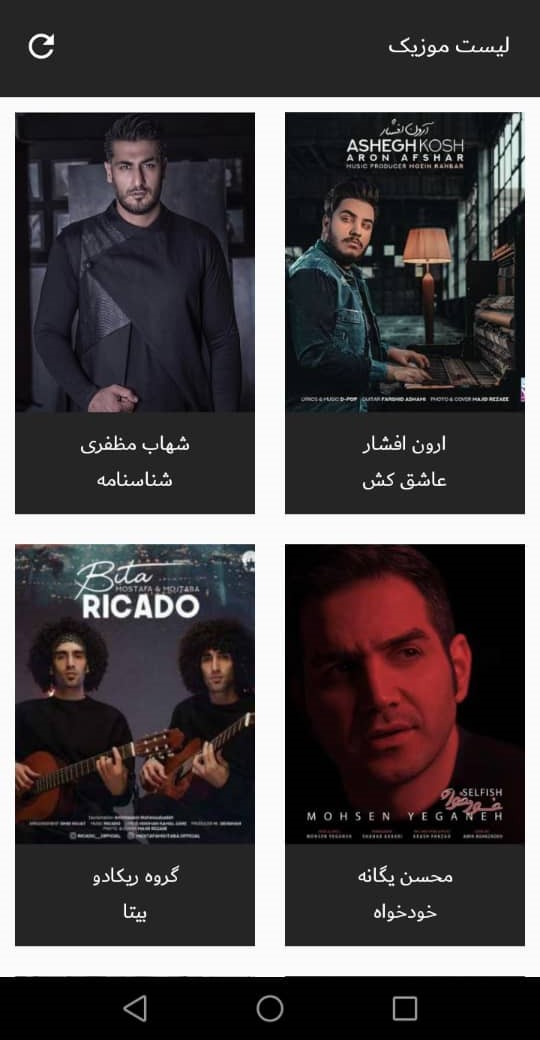 لیست موزیک
آرون افشار
ASHEGH KOSH
ARON AFSHAR
MUSIC PRODUCER MOEIN RAHBAR
LYRICS & MUSIC D-POP GUITAR FARSHID ADHAMI PHOTO & COVER MAJID REZAEE
ارون افشار
عاشق کش
شهاب مظفری
شناسنامه
SELFISH
خودخواه
MOHSEN YEGANEH
محسن یگانه
خودخواه
Bita
MOSTAFA & MOJTABA
RICADO
گروه ریکادو
بیتا